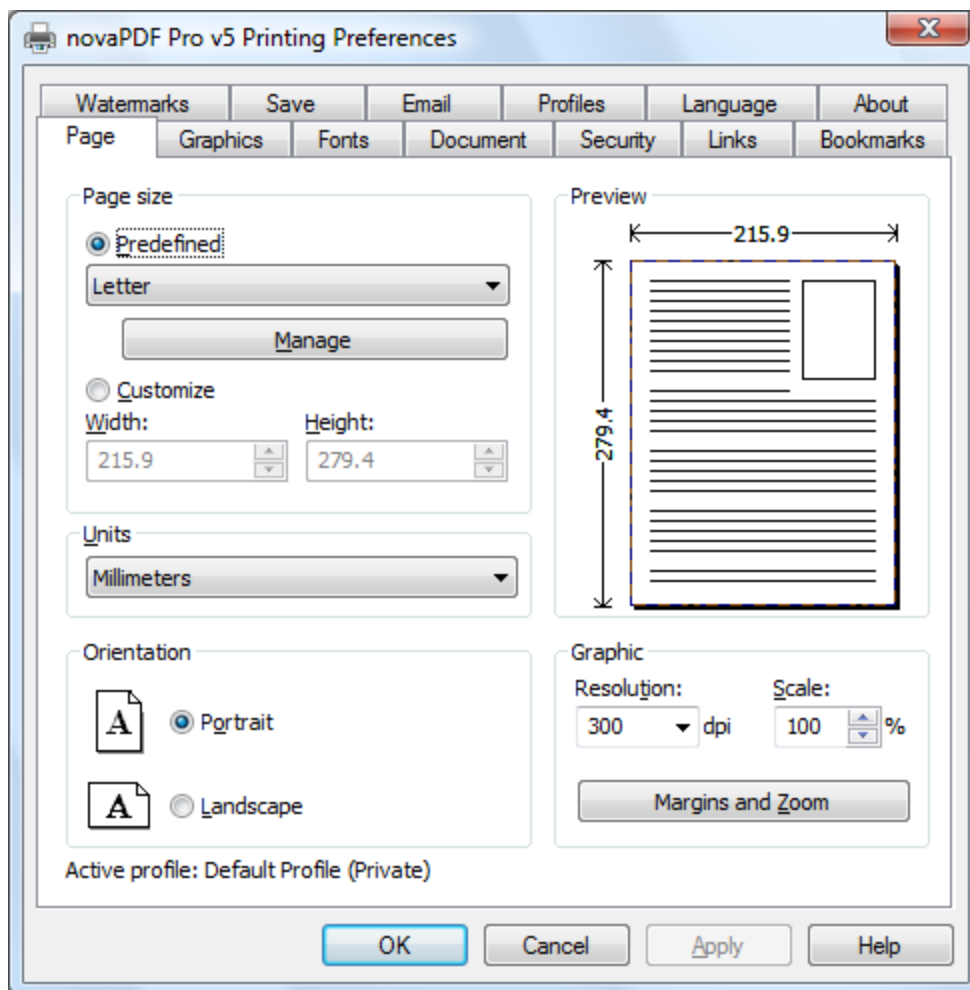 novaPDF Pro v5 Printing Preferences
X
Watermarks Save Email Profiles Language About
Page Graphics Fonts Document Security Links Bookmarks
Page size
Predefined
Letter
Manage
Customize
Width: Height:
215.9 279.4
Units
Millimeters
Orientation
A Portrait
A Landscape
Preview
215.9
279.4
Graphic
Resolution: Scale:
300 dpi 100 %
Margins and Zoom
Active profile: Default Profile (Private)
OK Cancel Apply Help